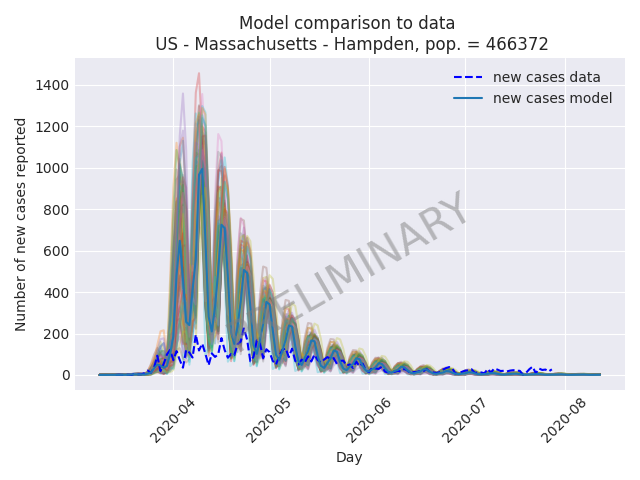 Model comparison to data
US - Massachusetts - Hampden, pop. = 466372
new cases data
new cases model
Number of new cases reported
1400
1200
1000
800
600
400
200
0
PRELIMINARY
2020-04
2020-05
2020-06
2020-07
2020-08
Day